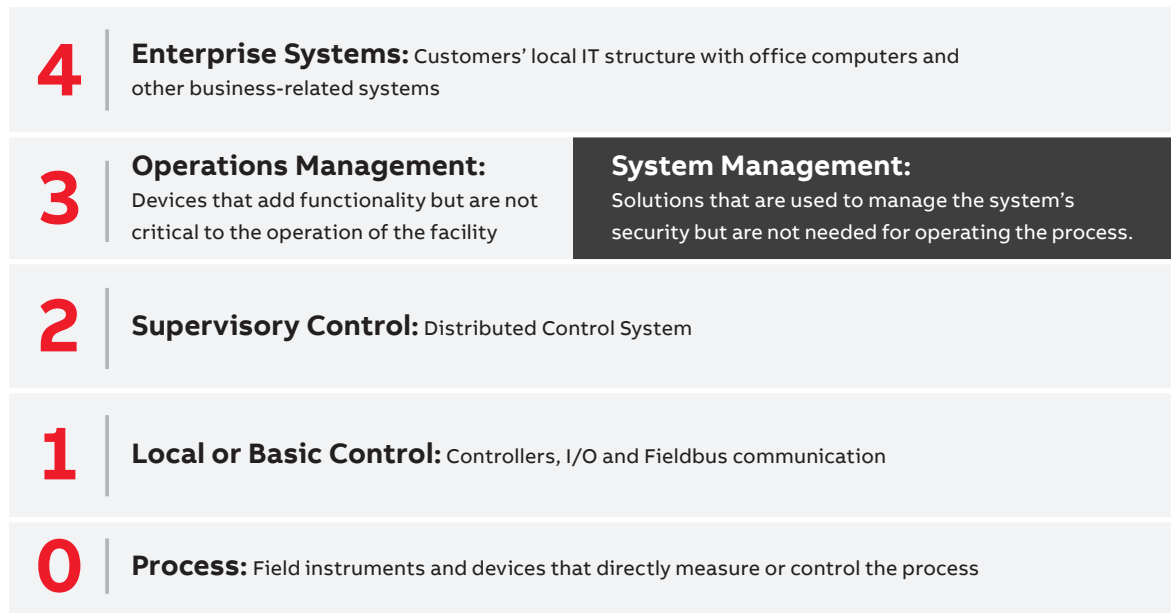 4
Enterprise Systems: Customers’ local IT structure with office computers and
other business-related systems
3
Operations Management:
Devices that add functionality but are not
critical to the operation of the facility
System Management:
Solutions that are used to manage the system’s
security but are not needed for operating the process.
2
Supervisory Control: Distributed Control System
1
Local or Basic Control: Controllers, I/O and Fieldbus communication
0
Process: Field instruments and devices that directly measure or control the process